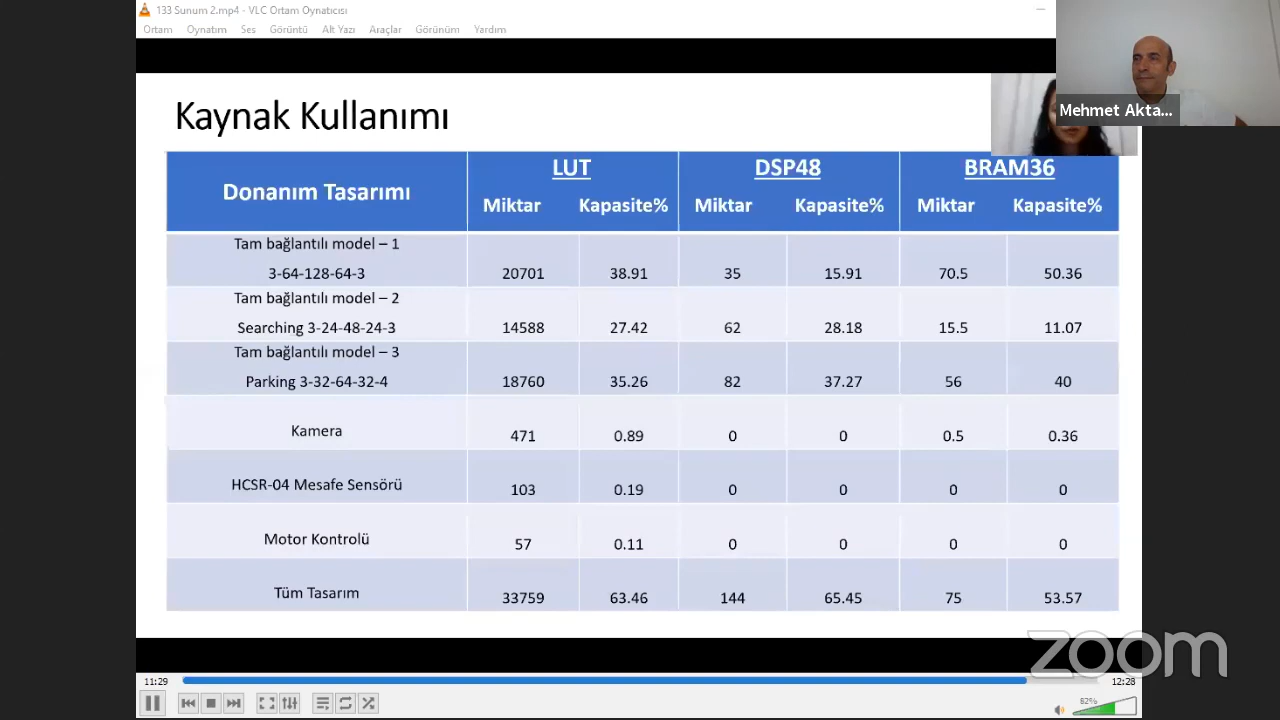 133 Sunum 2.mp4 - VLC Ortam Oynatıcısı
Ortam Oynatım Ses Görüntü Alt Yazı Araçlar Görünüm Yardım
Mehmet Akta...
Kaynak Kullanımı
Donanım Tasarımı LUT DSP48 BRAM36
Miktar Kapasite% Miktar Kapasite% Miktar Kapasite%
Tam bağlantılı model – 1
3-64-128-64-3 20701 38.91 35 15.91 70.5 50.36
Tam bağlantılı model – 2
Searching 3-24-48-24-3 14588 27.42 62 28.18 15.5 11.07
Tam bağlantılı model – 3
Parking 3-32-64-32-4 18760 35.26 82 37.27 56 40
Kamera 471 0.89 0 0 0.5 0.36
HCSR-04 Mesafe Sensörü 103 0.19 0 0 0 0
Motor Kontrolü 57 0.11 0 0 0 0
Tüm Tasarım 33759 63.46 144 65.45 75 53.57
zoom
11:29 12:28
82%